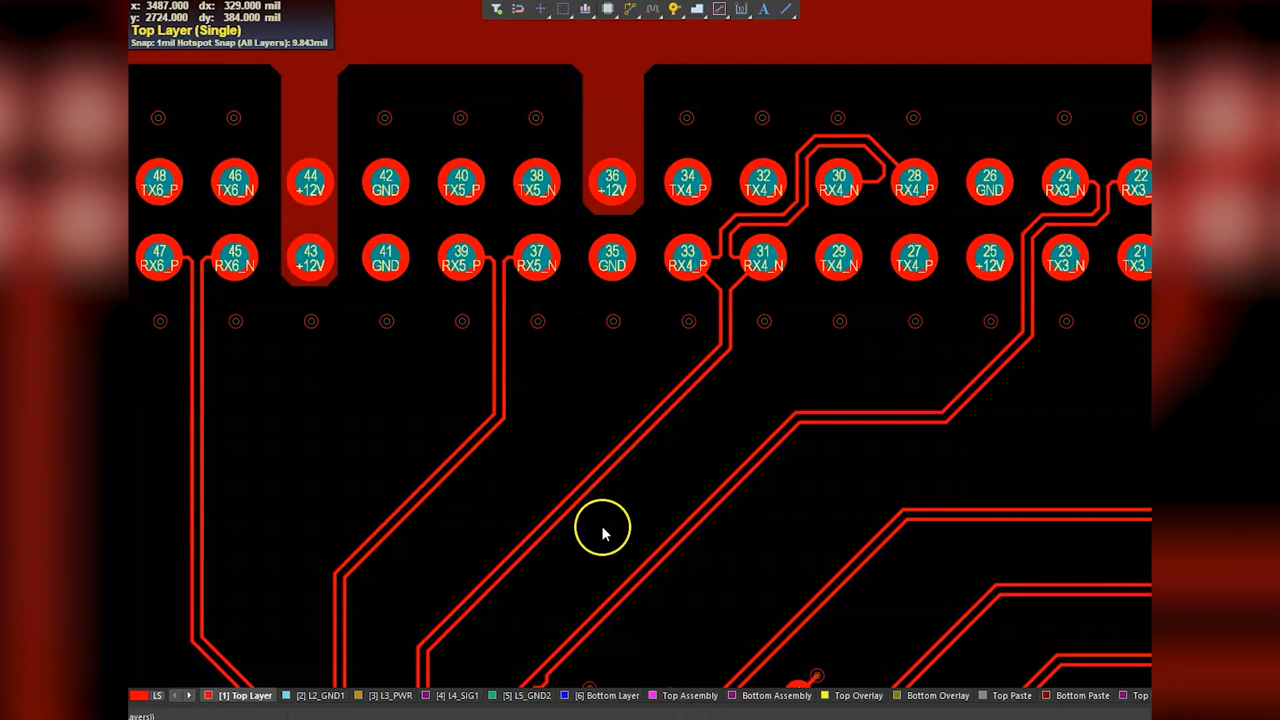 x: 3487.000 dx: 329.000 mil
y: 2724.000 dy: 384.000 mil
Top Layer (Single)
Snap: 1mil Hotspot Snap (All Layers): 9.843mil
48 46 44 42 40 38 36 34 32 30 28 26 24 22
TX6_P TX6_N +12V GND TX5_P TX5_N +12V TX4_P TX4_N RX4_N RX4_P GND RX3_N RX3_
47 45 43 41 39 37 35 33 31 29 27 25 23 21
RX6_P RX6_N +12V GND RX5_P RX5_N GND RX4_P RX4_N TX4_N TX4_P +12V TX3_N TX3_
LS [1] Top Layer [2] L2_GND1 [3] L3_PWR [4] L4_SIG1 [5] L5_GND2 [6] Bottom Layer Top Assembly Bottom Assembly Top Overlay Bottom Overlay Top Paste Bottom Paste Top
ayers))